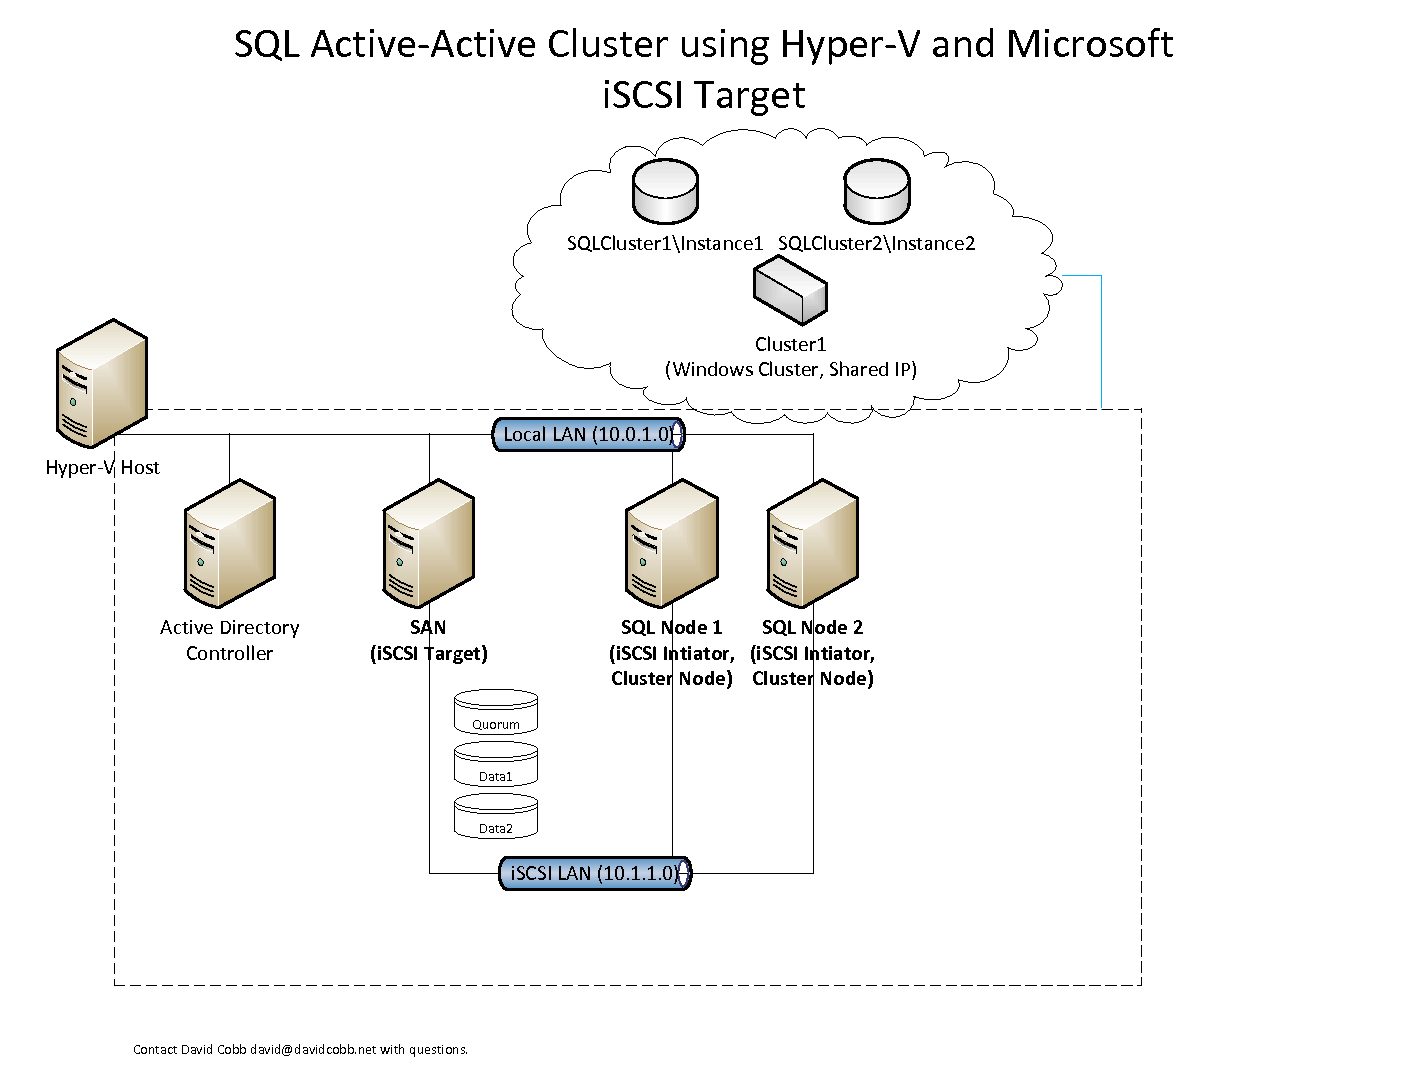 SQL Active-Active Cluster using Hyper-V and Microsoft
iSCSI Target
SQLCluster1\Instance1 SQLCluster2\Instance2
Cluster1
(Windows Cluster, Shared IP)
Local LAN (10.0.1.0)
Hyper-V Host
Active Directory
Controller
SAN
(iSCSI Target)
SQL Node 1
(iSCSI Intiator,
Cluster Node)
SQL Node 2
(iSCSI Intiator,
Cluster Node)
Quorum
Data1
Data2
iSCSI LAN (10.1.1.0)
Contact David Cobb david@davidcobb.net with questions.